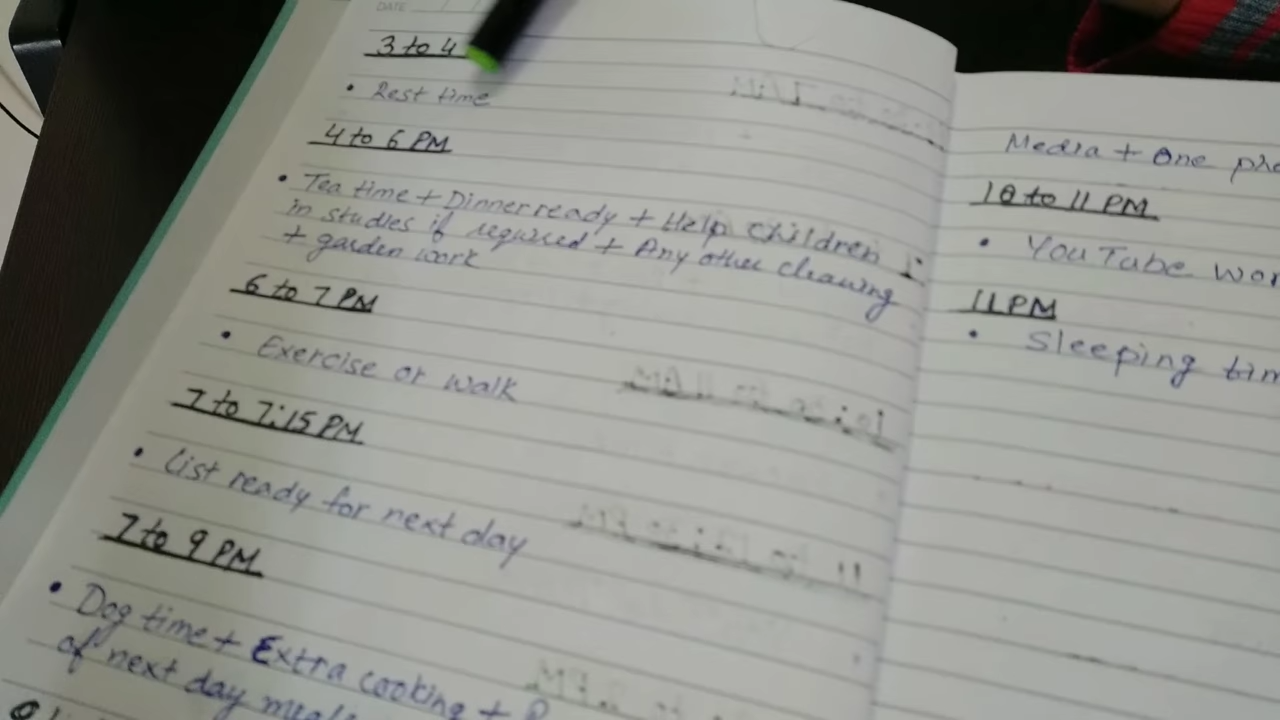 DATE
3 to 4
• Rest time
4 to 6 PM
• Tea time + Dinner ready + Help children
in studies if required + Any other cleaning
+ garden work
6 to 7 PM
• Exercise or walk
7 to 7:15 PM
• List ready for next day
7 to 9 PM
• Dog time + Extra cooking +
of next day
Media + One
10 to 11 PM
• YouTube
11 PM
• Sleeping